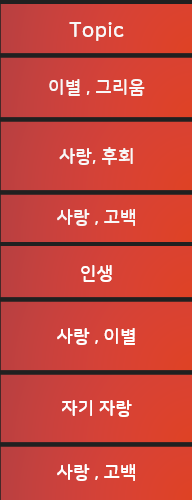 Topic
이별 , 그리움
사랑, 후회
사랑 , 고백
인생
사랑 , 이별
자기 자랑
사랑 , 고백